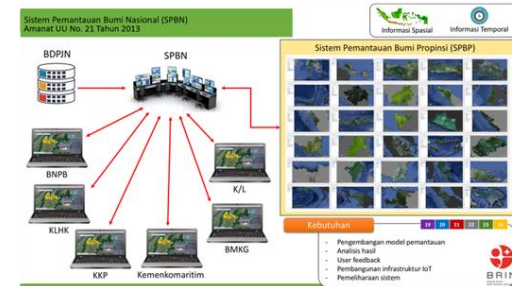 Sistem Pemantauan Bumi Nasional (SPBN)
Amanat UU No. 21 Tahun 2013
Informasi Spasial
Informasi Temporal
BDPJN
SPBN
Sistem Pemantauan Bumi Propinsi (SPBP)
BNPB
K/L
KLHK
BMKG
KKP
Kemenkomaritim
Kebutuhan
19 20 21 22 23 24
- Pengembangan model pemantauan
- Analisis hasil
- User feedback
- Pembangunan infrastruktur IoT
- Pemeliharaan sistem
BRIN